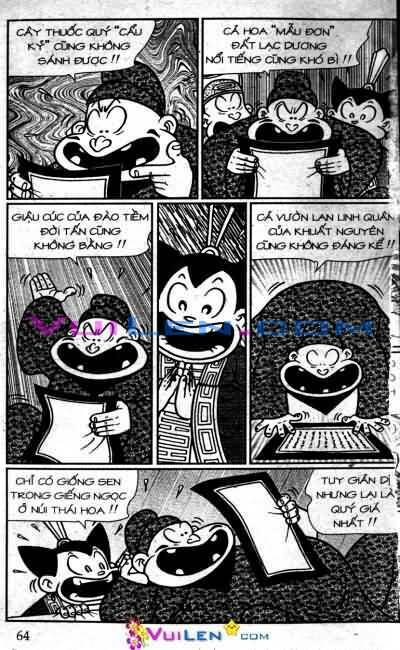 CÂY THUỐC QUÝ "CẨU
KỶ" CŨNG KHÔNG
SÁNH ĐƯỢC !!
CẢ HOA "MẪU ĐƠN"
ĐẤT LẠC DƯƠNG
NỔI TIẾNG CŨNG KHÓ BÌ !!
GIẬU CÚC CỦA ĐÀO TIỀM
ĐỜI TẤN CŨNG
KHÔNG BẰNG !!
CẢ VƯỜN LAN LINH QUÂN
CỦA KHUẤT NGUYÊN
CŨNG KHÔNG ĐÁNG KỂ !!
VUILEN.COM
CHỈ CÓ GIỐNG SEN
TRONG GIẾNG NGỌC
Ở NÚI THÁI HOA !!
TUY GIẢN DỊ
NHƯNG LẠI LÀ
QUÝ GIÁ
NHẤT !!
64
VUILEN.COM